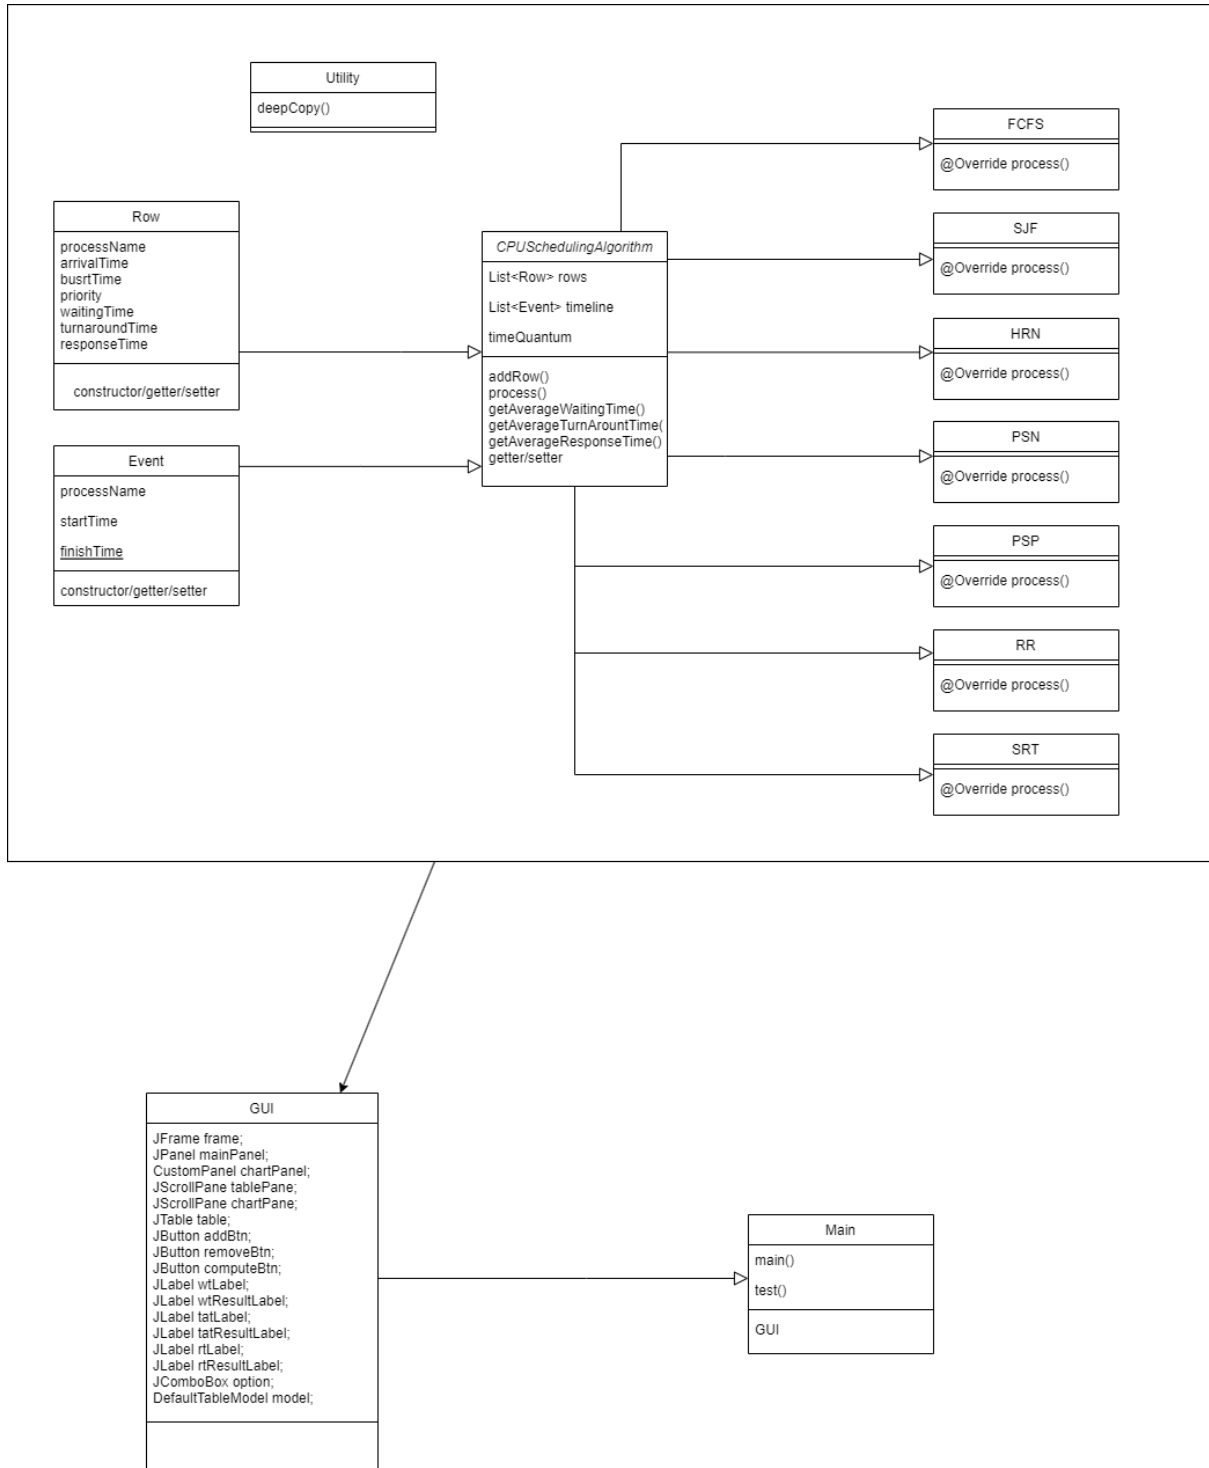 Utility
deepCopy()
Row
processName
arrivalTime
busrtTime
priority
waitingTime
turnaroundTime
responseTime
constructor/getter/setter
Event
processName
startTime
finishTime
constructor/getter/setter
CPUSchedulingAlgorithm
List<Row> rows
List<Event> timeline
timeQuantum
addRow()
process()
getAverageWaitingTime()
getAverageTurnArountTime(
getAverageResponseTime()
getter/setter
FCFS
@Override process()
SJF
@Override process()
HRN
@Override process()
PSN
@Override process()
PSP
@Override process()
RR
@Override process()
SRT
@Override process()
GUI
JFrame frame;
JPanel mainPanel;
CustomPanel chartPanel;
JScrollPane tablePane;
JScrollPane chartPane;
JTable table;
JButton addBtn;
JButton removeBtn;
JButton computeBtn;
JLabel wtLabel;
JLabel wtResultLabel;
JLabel tatLabel;
JLabel tatResultLabel;
JLabel rtLabel;
JLabel rtResultLabel;
JComboBox option;
DefaultTableModel model;
Main
main()
test()
GUI